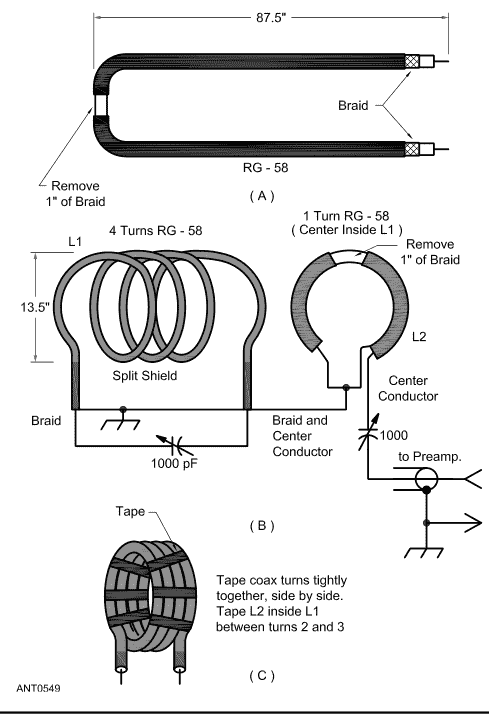 87.5"
Braid
RG - 58
Remove
1" of Braid
( A )
4 Turns RG - 58
L1
1 Turn RG - 58
( Center Inside L1 )
Remove
1" of Braid
13.5"
L2
Split Shield
Center
Conductor
Braid
Braid and
Center
Conductor
1000
1000 pF
to Preamp.
( B )
Tape
Tape coax turns tightly
together, side by side.
Tape L2 inside L1
between turns 2 and 3
( C )
ANT0549